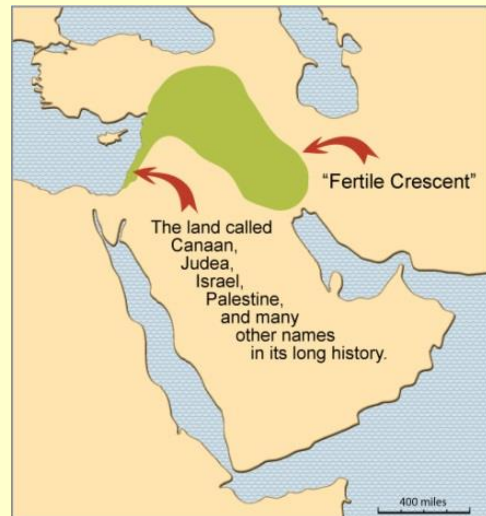 “Fertile Crescent”
The land called
Canaan,
Judea,
Israel,
Palestine,
and many
other names
in its long history.
400 miles